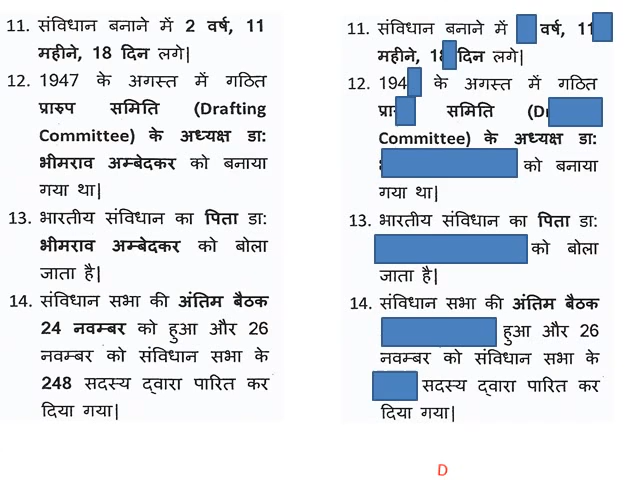 11. संविधान बनाने में 2 वर्ष, 11
महीने, 18 दिन लगे|
12. 1947 के अगस्त में गठित
प्रारुप समिति (Drafting
Committee) के अध्यक्ष डा:
भीमराव अम्बेदकर को बनाया
गया था|
13. भारतीय संविधान का पिता डा:
भीमराव अम्बेदकर को बोला
जाता है|
14. संविधान सभा की अंतिम बैठक
24 नवम्बर को हुआ और 26
नवम्बर को संविधान सभा के
248 सदस्य द्वारा पारित कर
दिया गया|
11. संविधान बनाने में वर्ष, 11
महीने, दिन लगे|
12. 194 के अगस्त में गठित
समिति
Committee) के अध्यक्ष डा:
को बनाया
गया था|
13. भारतीय संविधान का पिता डा:
को बोला
जाता है|
14. संविधान सभा की अंतिम बैठक
हुआ और 26
नवम्बर को संविधान सभा के
सदस्य द्वारा पारित कर
दिया गया|
D